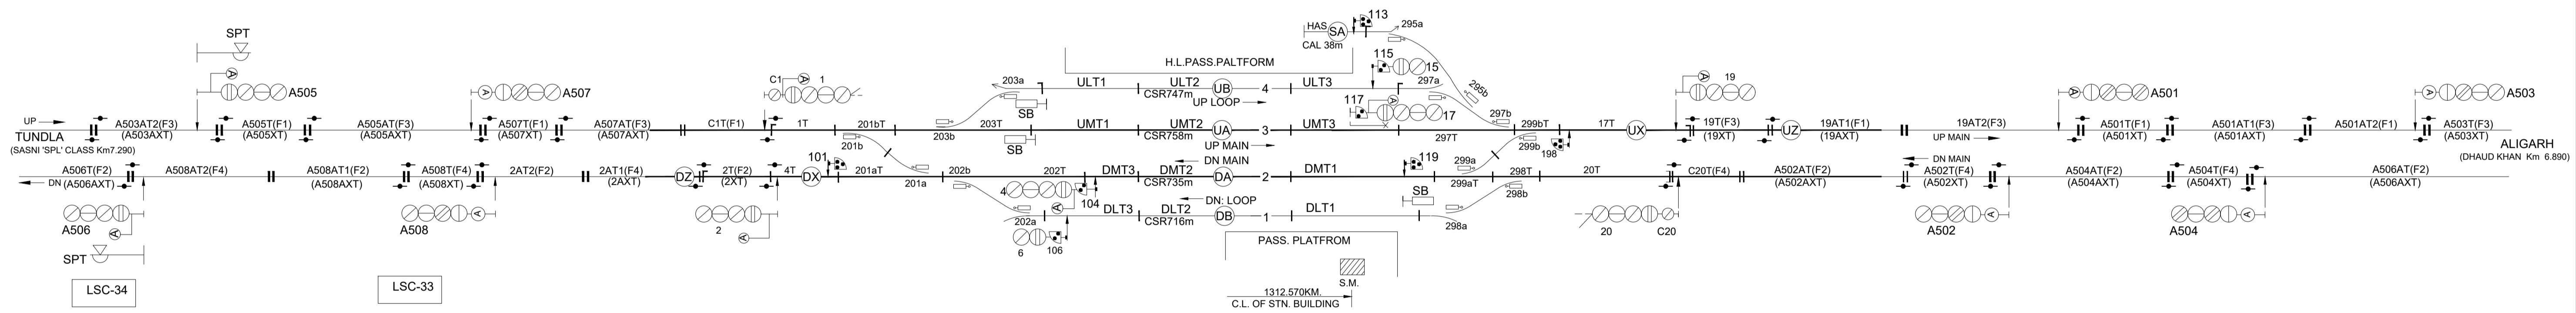 SPT
A505
A507
C1
1
203a
H.L.PASS.PALTFORM
HAS
SA
CAL 38m
113
295a
115
15
297a
295b
117
17
297b
19
A501
A503
UP
TUNDLA
(SASNI 'SPL' CLASS Km7.290)
A503AT2(F3)
(A503AXT)
A505T(F1)
(A505XT)
A505AT(F3)
(A505AXT)
A507T(F1)
(A507XT)
A507AT(F3)
(A507AXT)
C1T(F1)
1T
201bT
201b
203b
203T
SB
SB
ULT1
ULT2
CSR747m
UB
UP LOOP
4
ULT3
UMT1
UMT2
CSR758m
UA
UP MAIN
3
UMT3
297T
299bT
299b
198
17T
UX
19T(F3)
(19XT)
UZ
19AT1(F1)
(19AXT)
19AT2(F3)
UP MAIN
A501T(F1)
(A501XT)
A501AT1(F3)
(A501AXT)
A501AT2(F1)
A503T(F3)
(A503XT)
ALIGARH
(DHAUD KHAN Km 6.890)
A506T(F2)
DN
(A506AXT)
A508AT2(F4)
A508AT1(F2)
(A508AXT)
A508T(F4)
(A508XT)
2AT2(F2)
2AT1(F4)
(2AXT)
DZ
2T(F2)
(2XT)
4T
101
DX
201aT
201a
202b
202T
DMT3
DN MAIN
DMT2
CSR735m
DA
2
DMT1
119
299a
299aT
298T
298b
20T
C20T(F4)
A502AT(F2)
(A502AXT)
DN MAIN
A502T(F4)
(A502XT)
A504AT(F2)
(A504AXT)
A504T(F4)
(A504XT)
A506AT(F2)
(A506AXT)
A506
SPT
A508
2
4
104
202a
6
106
DLT3
DN: LOOP
DLT2
CSR716m
DB
1
DLT1
SB
298a
20
C20
A502
A504
PASS. PLATFROM
S.M.
1312.570KM.
C.L. OF STN. BUILDING
LSC-34
LSC-33
A
A
A
A
A
A
A
A
A
A
A
A
A
A